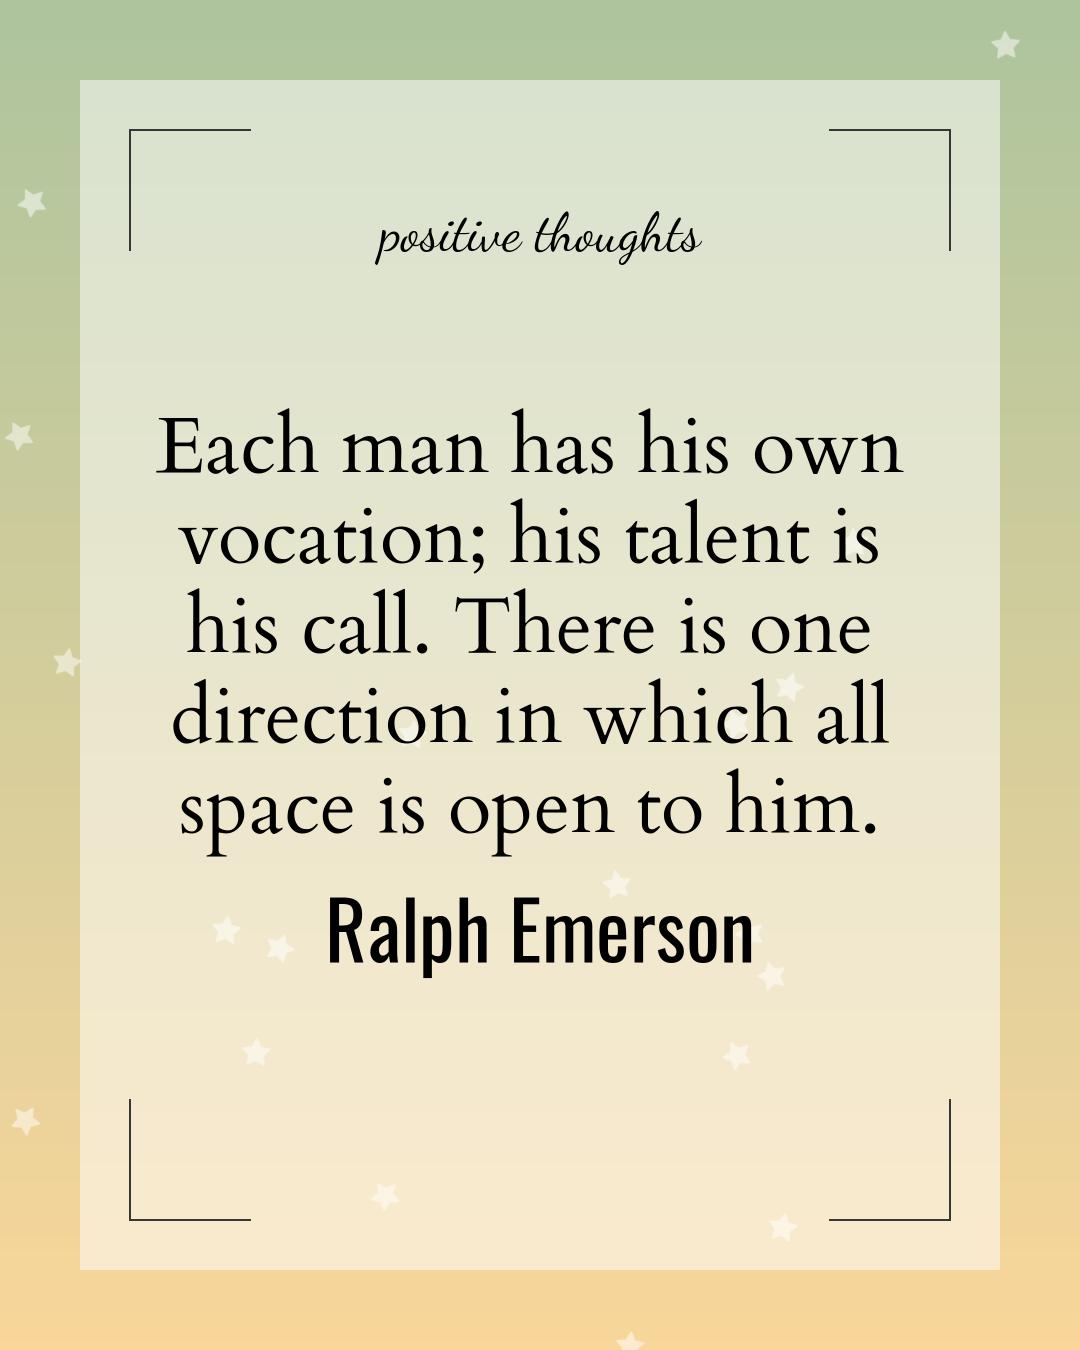 positive thoughts
Each man has his own
vocation; his talent is
his call. There is one
direction in which all
space is open to him.
Ralph Emerson